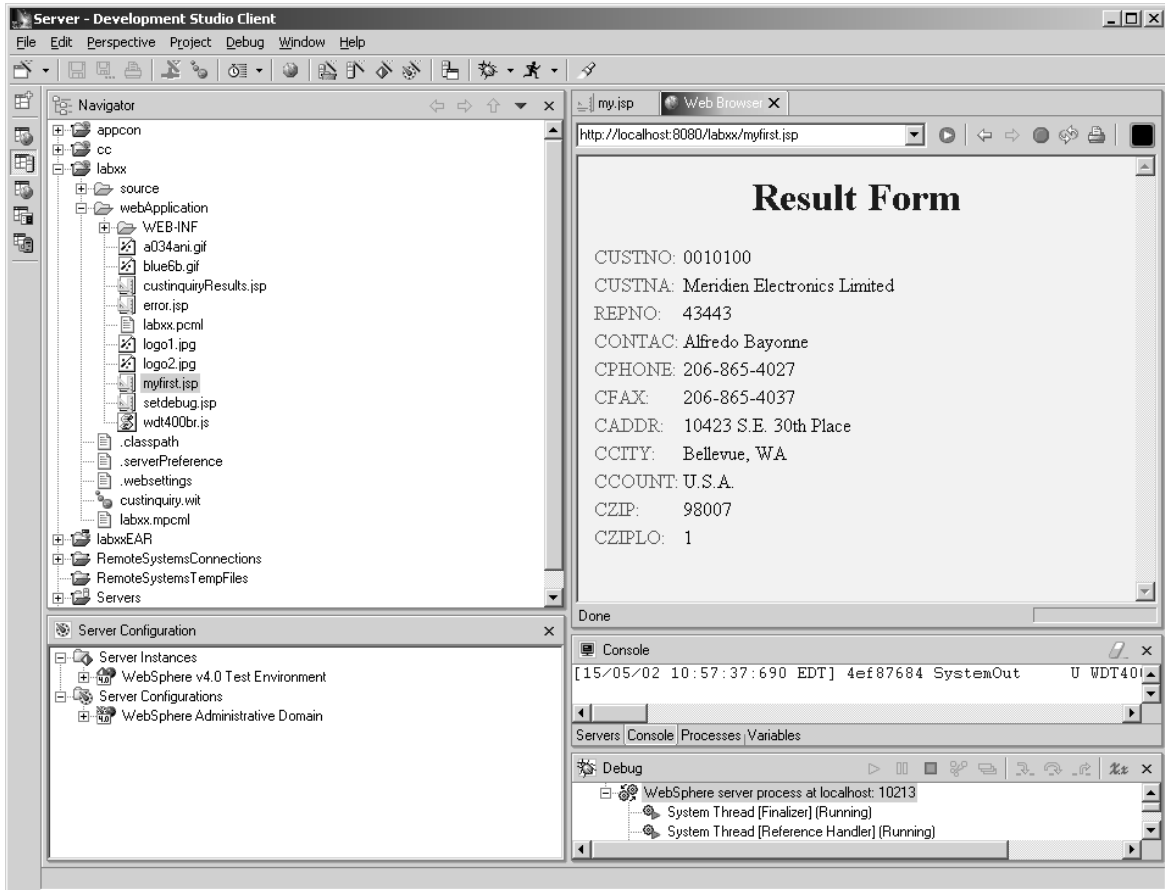 Server - Development Studio Client
File Edit Perspective Project Debug Window Help
Navigator
appcon
cc
labxx
source
webApplication
WEB-INF
a034ani.gif
blue6b.gif
custinquiryResults.jsp
error.jsp
labxx.pcml
logo1.jpg
logo2.jpg
myfirst.jsp
setdebug.jsp
wdt400br.js
.classpath
.serverPreference
.websettings
custinquiry.wit
labxx.mpcml
labxxEAR
RemoteSystemsConnections
RemoteSystemsTempFiles
Servers
Server Configuration
Server Instances
WebSphere v4.0 Test Environment
Server Configurations
WebSphere Administrative Domain
my.jsp Web Browser
http://localhost:8080/labxx/myfirst.jsp
Result Form
CUSTNO: 0010100
CUSTNA: Meridien Electronics Limited
REPNO: 43443
CONTAC: Alfredo Bayonne
CPHONE: 206-865-4027
CFAX: 206-865-4037
CADDR: 10423 S.E. 30th Place
CCITY: Bellevue, WA
CCOUNT: U.S.A.
CZIP: 98007
CZIPLO: 1
Done
Console
[15/05/02 10:57:37:690 EDT] 4ef87684 SystemOut U WDT40
Servers Console Processes Variables
Debug
WebSphere server process at localhost: 10213
System Thread [Finalizer] (Running)
System Thread [Reference Handler] (Running)